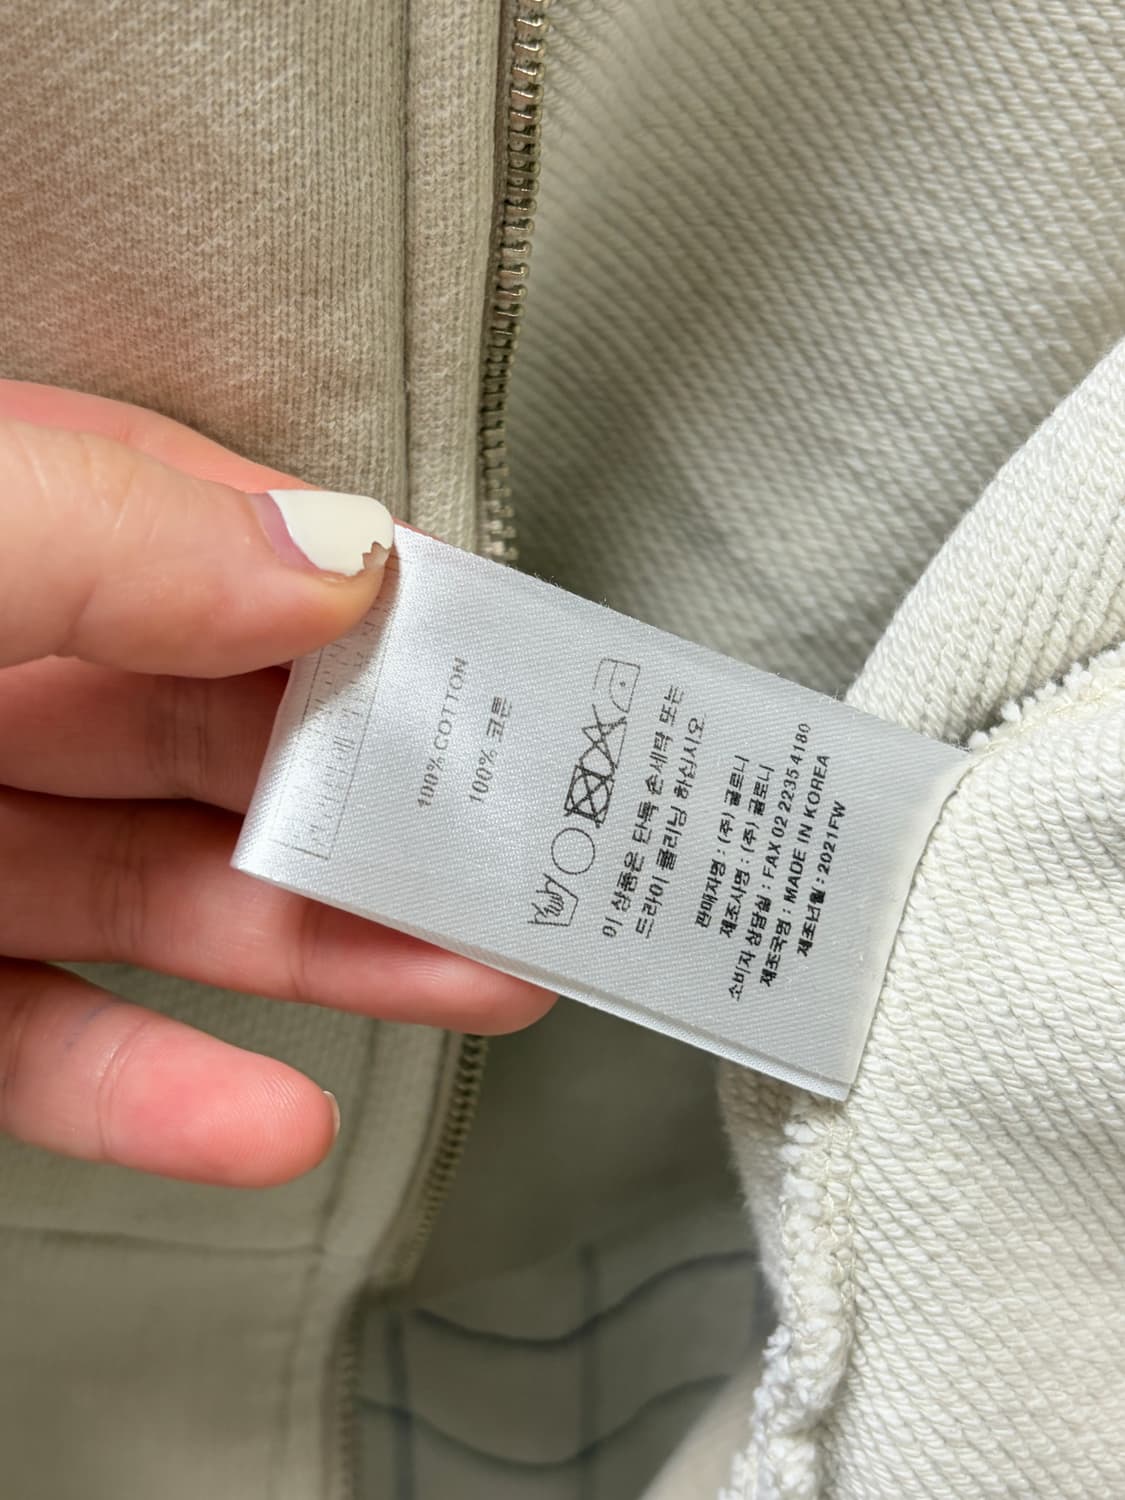 100%COTTON
100% 코튼
이 상품은 단독 손세탁 또는
드라이 클리닝 하십시오
판매자명 : (주) 글로니
제조사명 : (주) 글로니
소비자 상담실 : FAX 02 2235 4180
제조국명 : MADE IN KOREA
제조년월 : 2021FW